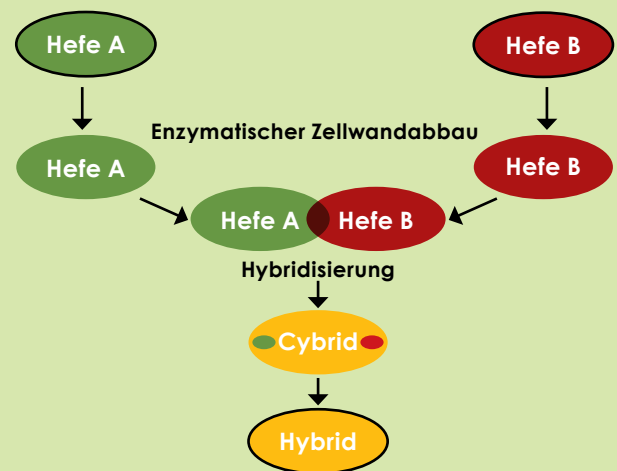 Hefe A
Hefe B
Enzymatischer Zellwandabbau
Hefe A
Hefe B
Hefe A
Hefe B
Hybridisierung
Cybrid
Hybrid